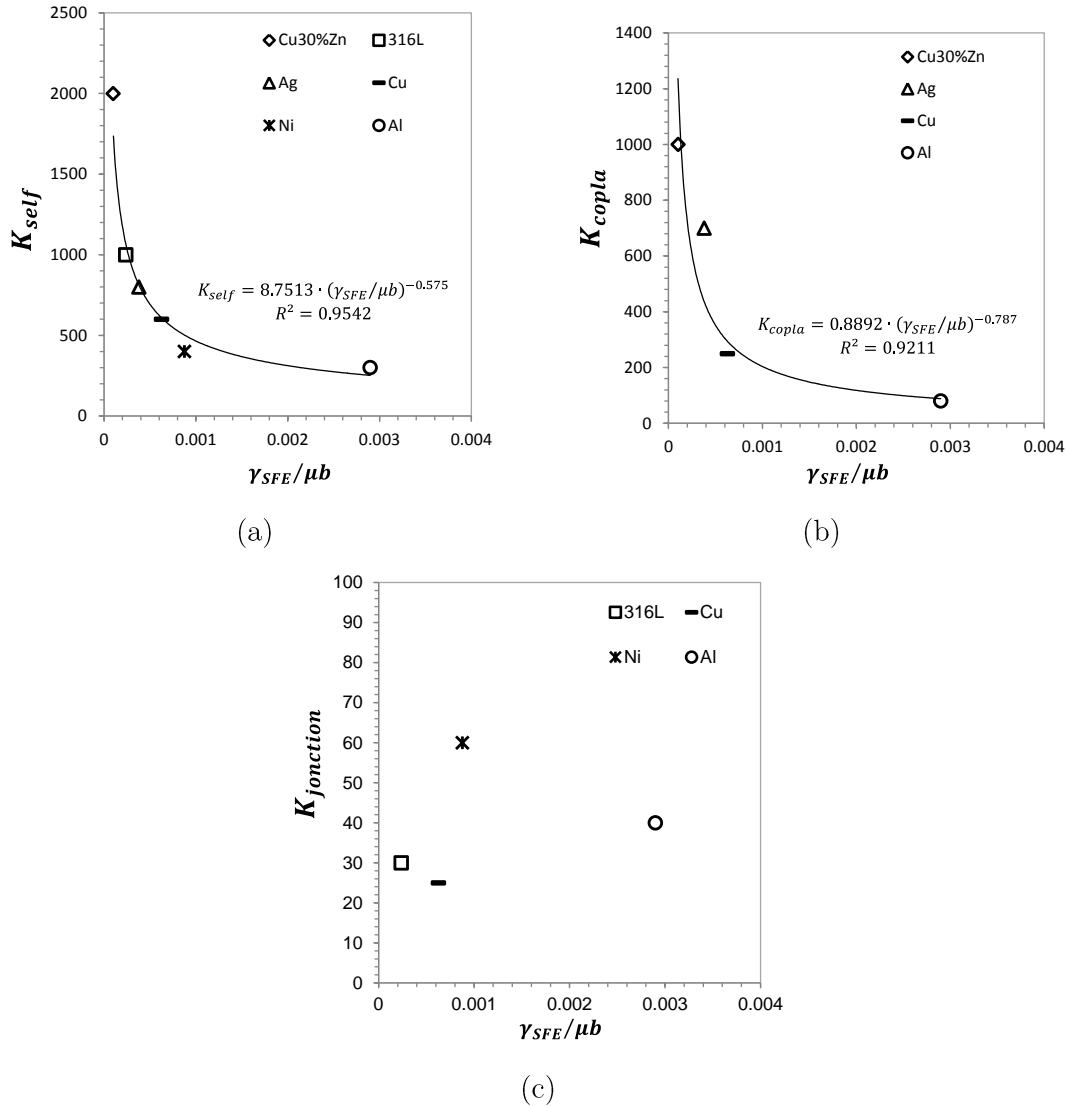 2500
2000
1500
1000
500
0
0 0.001 0.002 0.003 0.004
K_self
γ_SFE/μb
Cu30%Zn 316L
Ag Cu
Ni Al
K_self = 8.7513 · (γ_SFE/μb)^−0.575
R² = 0.9542
(a)
1400
1200
1000
800
600
400
200
0
0 0.001 0.002 0.003 0.004
K_copla
γ_SFE/μb
Cu30%Zn
Ag
Cu
Al
K_copla = 0.8892 · (γ_SFE/μb)^−0.787
R² = 0.9211
(b)
100
90
80
70
60
50
40
30
20
10
0
0 0.001 0.002 0.003 0.004
K_jonction
γ_SFE/μb
316L Cu
Ni Al
(c)